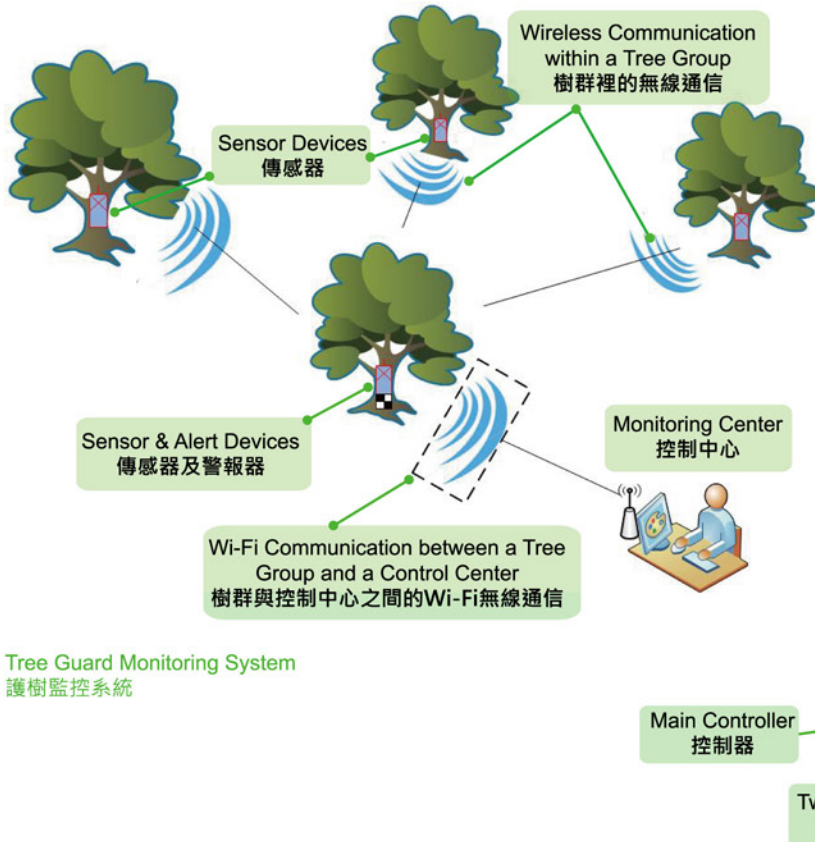 Wireless Communication
within a Tree Group
樹群裡的無線通信
Sensor Devices
傳感器
Sensor & Alert Devices
傳感器及警報器
Monitoring Center
控制中心
Wi-Fi Communication between a Tree
Group and a Control Center
樹群與控制中心之間的Wi-Fi無線通信
Tree Guard Monitoring System
護樹監控系統
Main Controller
控制器